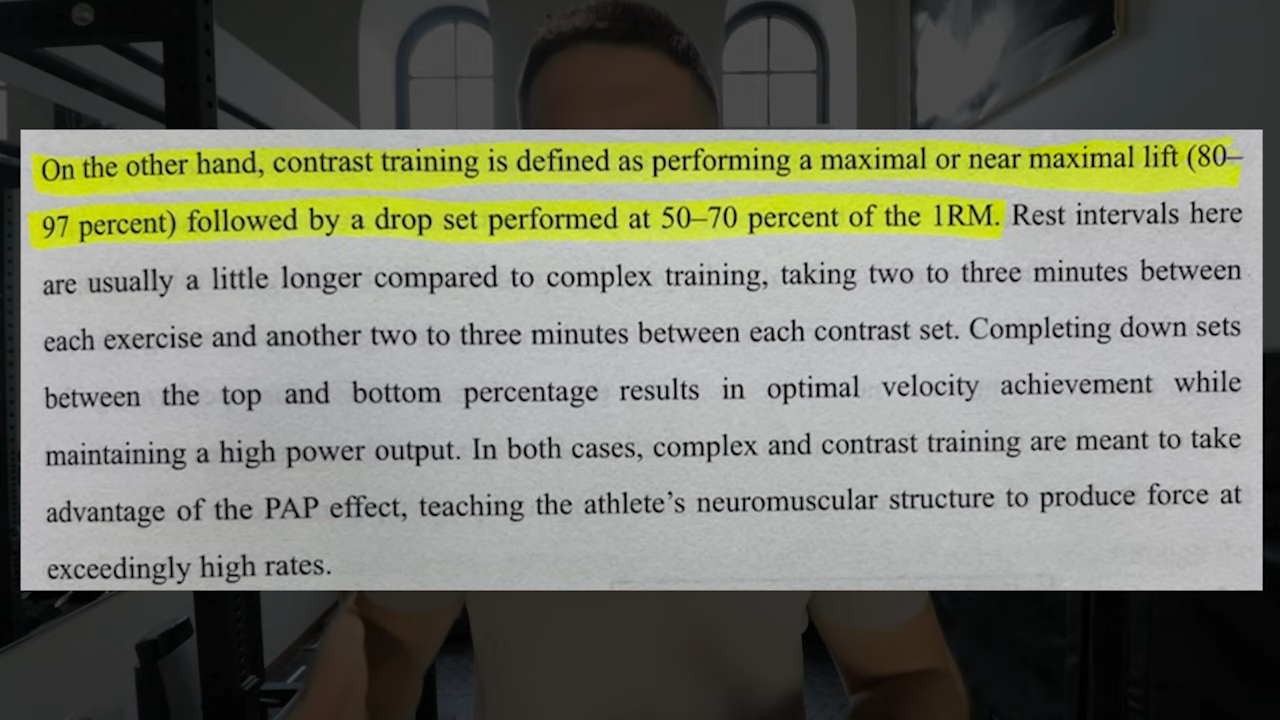 On the other hand, contrast training is defined as performing a maximal or near maximal lift (80–
97 percent) followed by a drop set performed at 50–70 percent of the 1RM. Rest intervals here
are usually a little longer compared to complex training, taking two to three minutes between
each exercise and another two to three minutes between each contrast set. Completing down sets
between the top and bottom percentage results in optimal velocity achievement while
maintaining a high power output. In both cases, complex and contrast training are meant to take
advantage of the PAP effect, teaching the athlete’s neuromuscular structure to produce force at
exceedingly high rates.